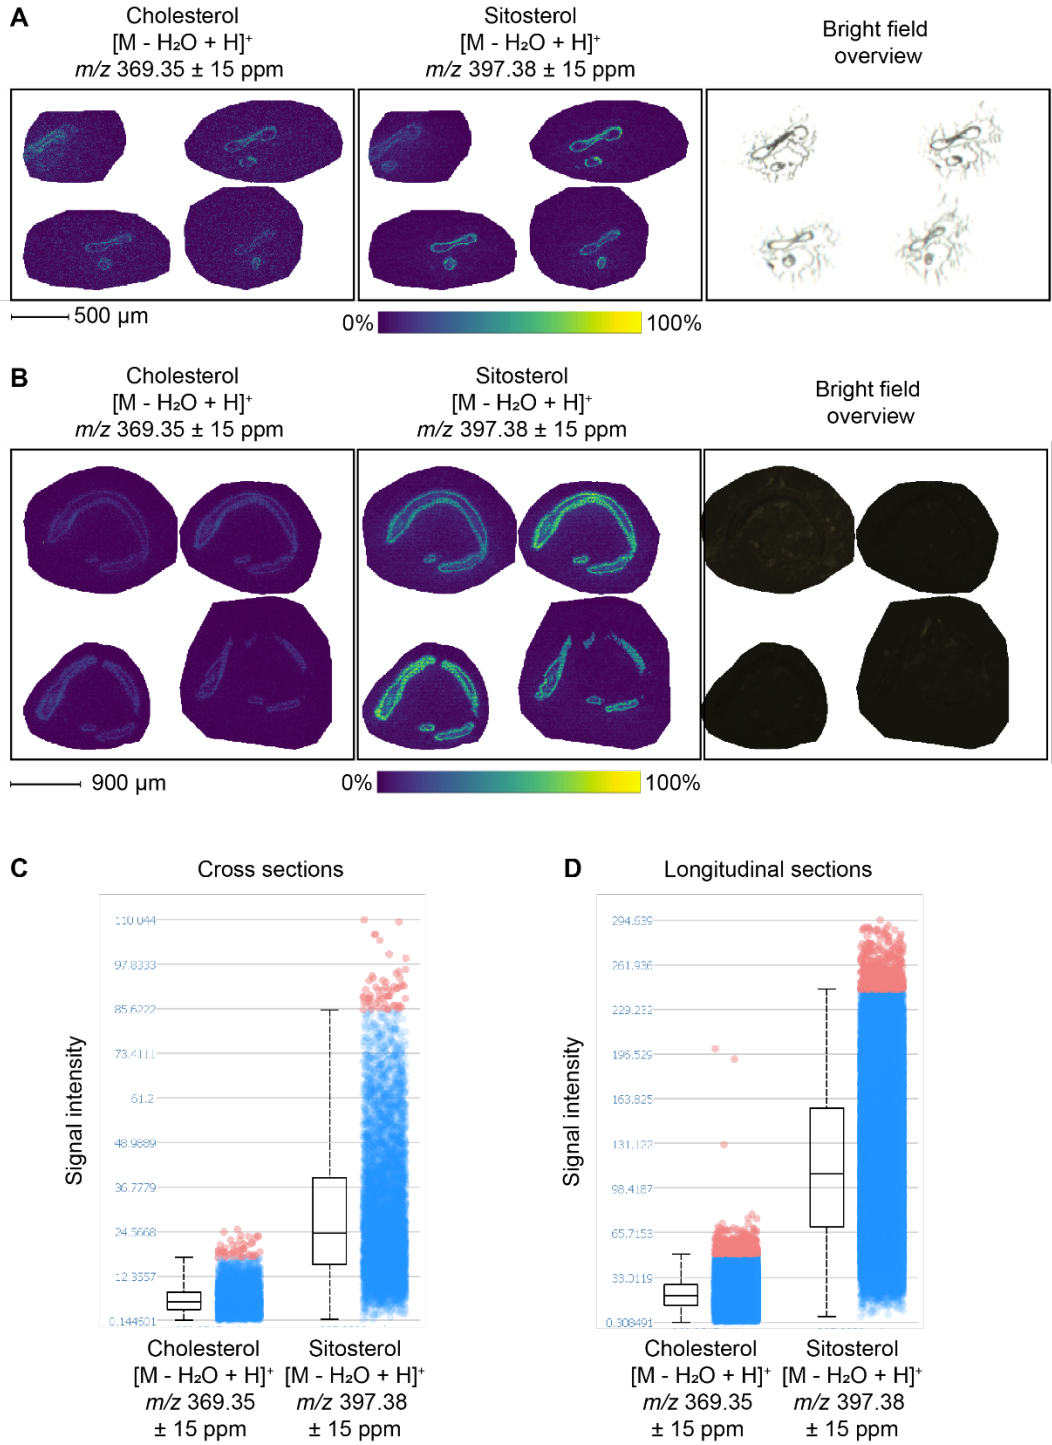 A
Cholesterol
[M - H₂O + H]⁺
m/z 369.35 ± 15 ppm
Sitosterol
[M - H₂O + H]⁺
m/z 397.38 ± 15 ppm
Bright field
overview
500 µm
0%
100%
B
Cholesterol
[M - H₂O + H]⁺
m/z 369.35 ± 15 ppm
Sitosterol
[M - H₂O + H]⁺
m/z 397.38 ± 15 ppm
Bright field
overview
900 µm
0%
100%
C
Cross sections
Signal intensity
110.044
97.8333
85.6222
73.4111
61.2
48.9889
36.7779
24.5668
12.3557
0.144601
Cholesterol
[M - H₂O + H]⁺
m/z 369.35
± 15 ppm
Sitosterol
[M - H₂O + H]⁺
m/z 397.38
± 15 ppm
D
Longitudinal sections
Signal intensity
294.639
261.936
229.232
196.529
163.825
131.122
98.4187
65.7153
33.0119
0.308491
Cholesterol
[M - H₂O + H]⁺
m/z 369.35
± 15 ppm
Sitosterol
[M - H₂O + H]⁺
m/z 397.38
± 15 ppm